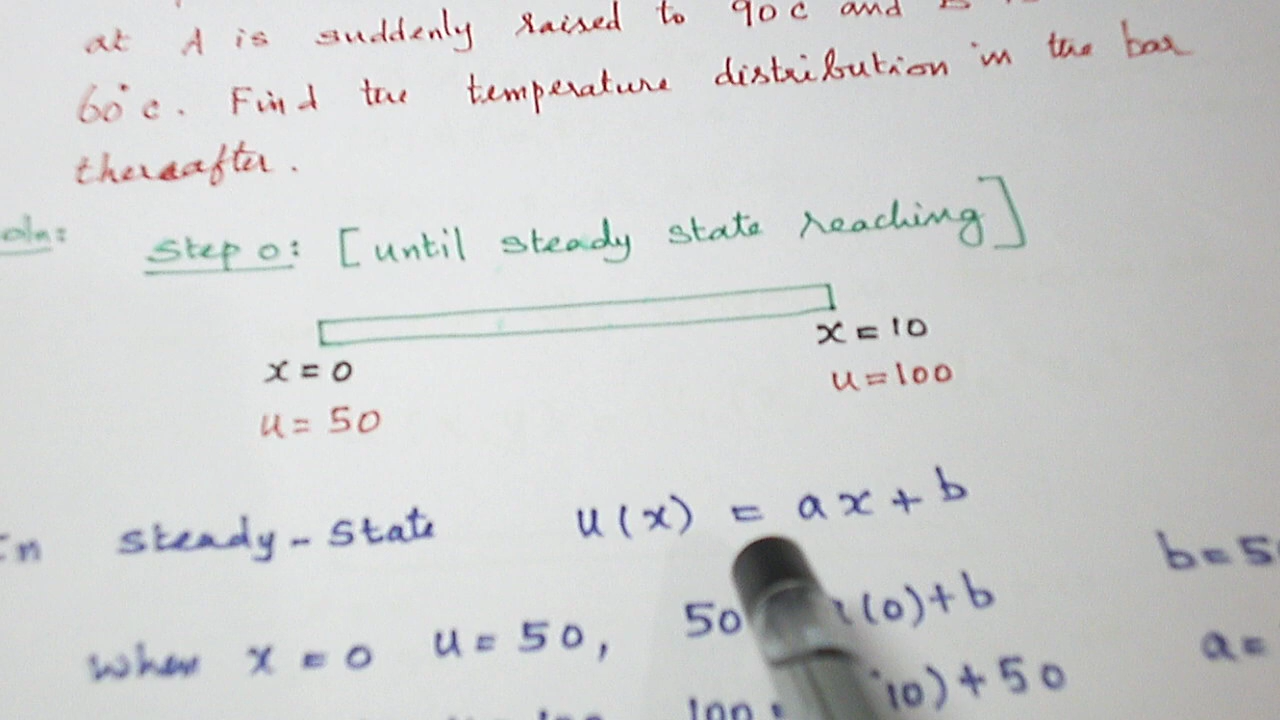 at A is suddenly raised to 90 c and B
60°c. Find the temperature distribution in the bar
thereafter.
oln:
Step 0: [until steady state reaching]
x = 0
x = 10
u = 50
u = 100
In steady-state u(x) = ax + b
b = 5
when x = 0 u = 50, 50 (0)+b
a =
100 10)+50